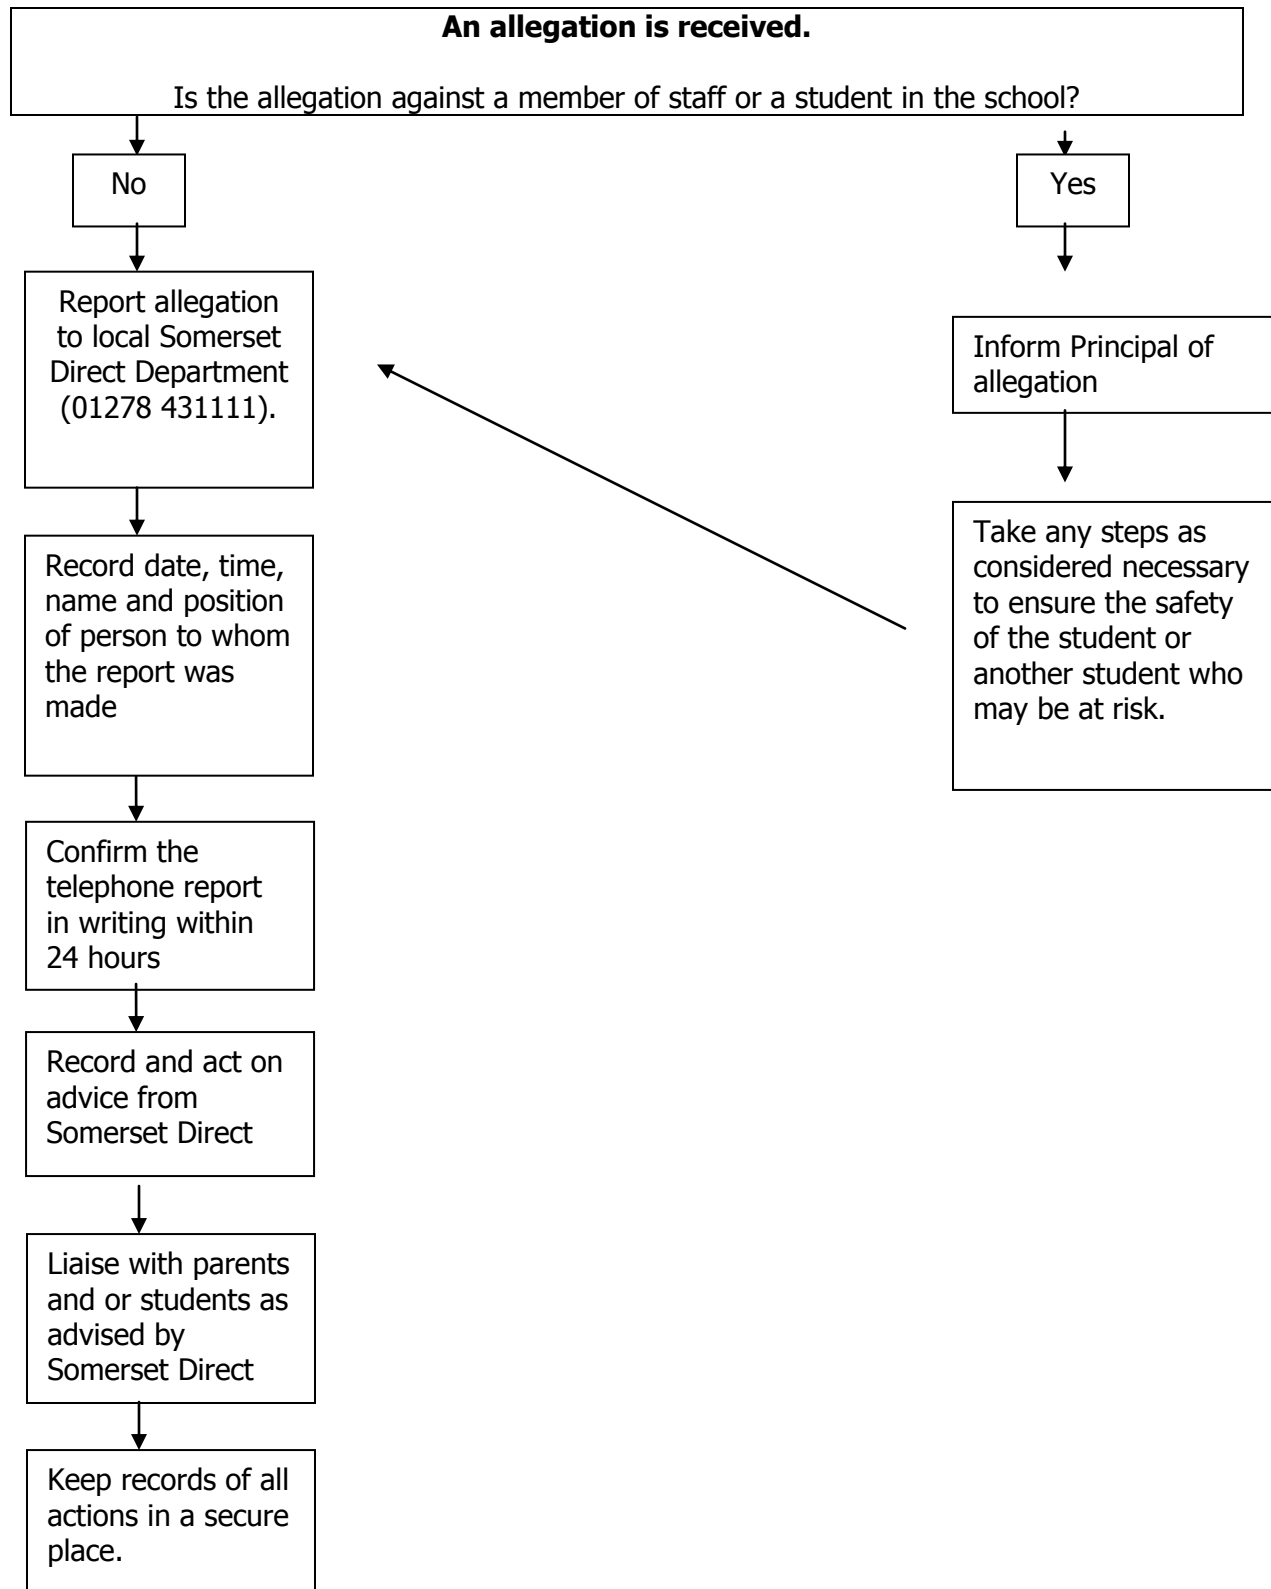 An allegation is received.
Is the allegation against a member of staff or a student in the school?
No
Yes
Report allegation
to local Somerset
Direct Department
(01278 431111).
Inform Principal of
allegation
Take any steps as
considered necessary
to ensure the safety
of the student or
another student who
may be at risk.
Record date, time,
name and position
of person to whom
the report was
made
Confirm the
telephone report
in writing within
24 hours
Record and act on
advice from
Somerset Direct
Liaise with parents
and or students as
advised by
Somerset Direct
Keep records of all
actions in a secure
place.